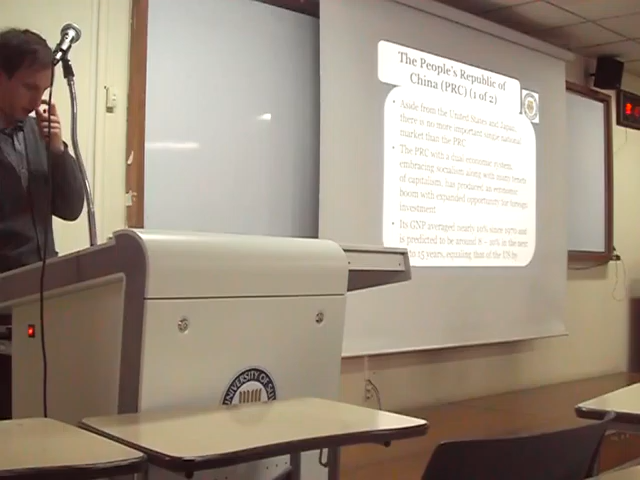 The People's Republic of
China (PRC) (1 of 2)
• Aside from the United States and Japan,
there is no more important single national
market than the PRC
• The PRC with a dual economic system,
embracing socialism along with many tenets
of capitalism, has produced an economic
boom with expanded opportunity for foreign
investment
• Its GNP averaged nearly 10% since 1978 and
is predicted to be around 8 – 10% in the next
to 15 years, equaling that of the US by
UNIVERSITY OF